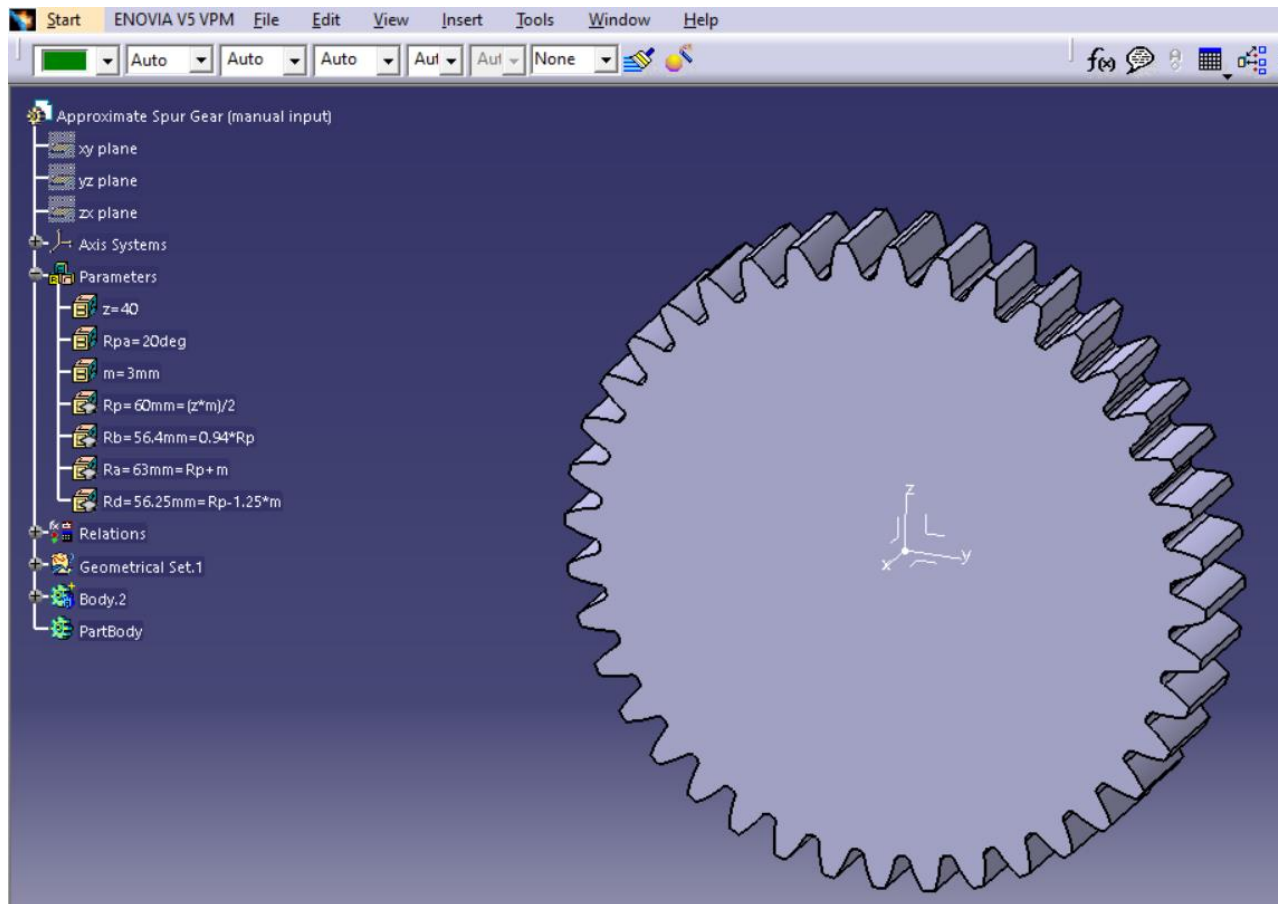 Start ENOVIA V5 VPM File Edit View Insert Tools Window Help
Auto Auto Auto Aut Aut None f(x)
Approximate Spur Gear (manual input)
xy plane
yz plane
zx plane
Axis Systems
Parameters
z=40
Rpa=20deg
m=3mm
Rp=60mm=(z*m)/2
Rb=56.4mm=0.94*Rp
Ra=63mm=Rp+m
Rd=56.25mm=Rp-1.25*m
Relations
Geometrical Set.1
Body.2
PartBody
z
x y